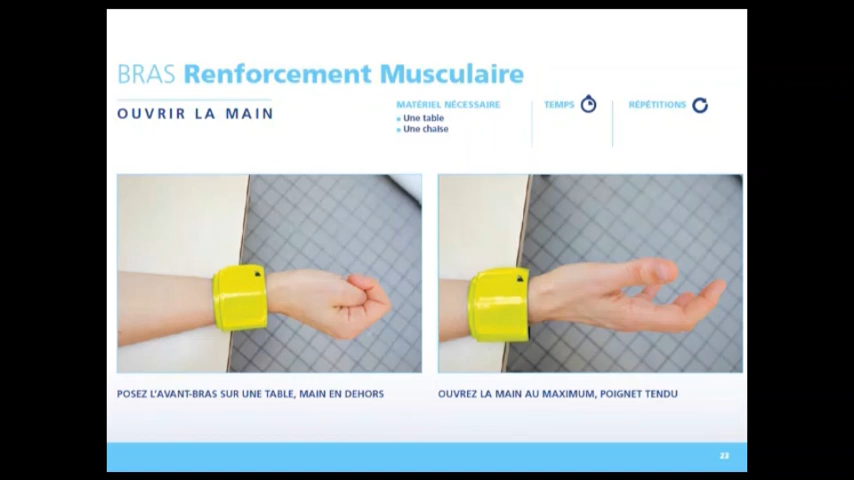 BRAS Renforcement Musculaire
OUVRIR LA MAIN
MATÉRIEL NÉCESSAIRE
Une table
Une chaise
TEMPS
RÉPÉTITIONS
POSEZ L'AVANT-BRAS SUR UNE TABLE, MAIN EN DEHORS
OUVREZ LA MAIN AU MAXIMUM, POIGNET TENDU
23